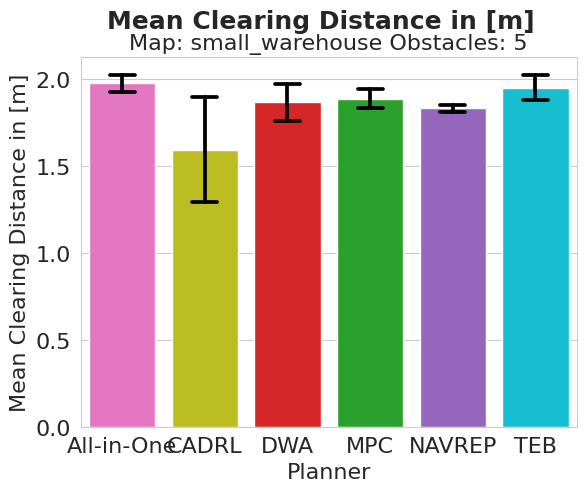 Mean Clearing Distance in [m]
Map: small_warehouse Obstacles: 5
Mean Clearing Distance in [m]
2.0
1.5
1.0
0.5
0.0
All-in-One CADRL DWA MPC NAVREP TEB
Planner